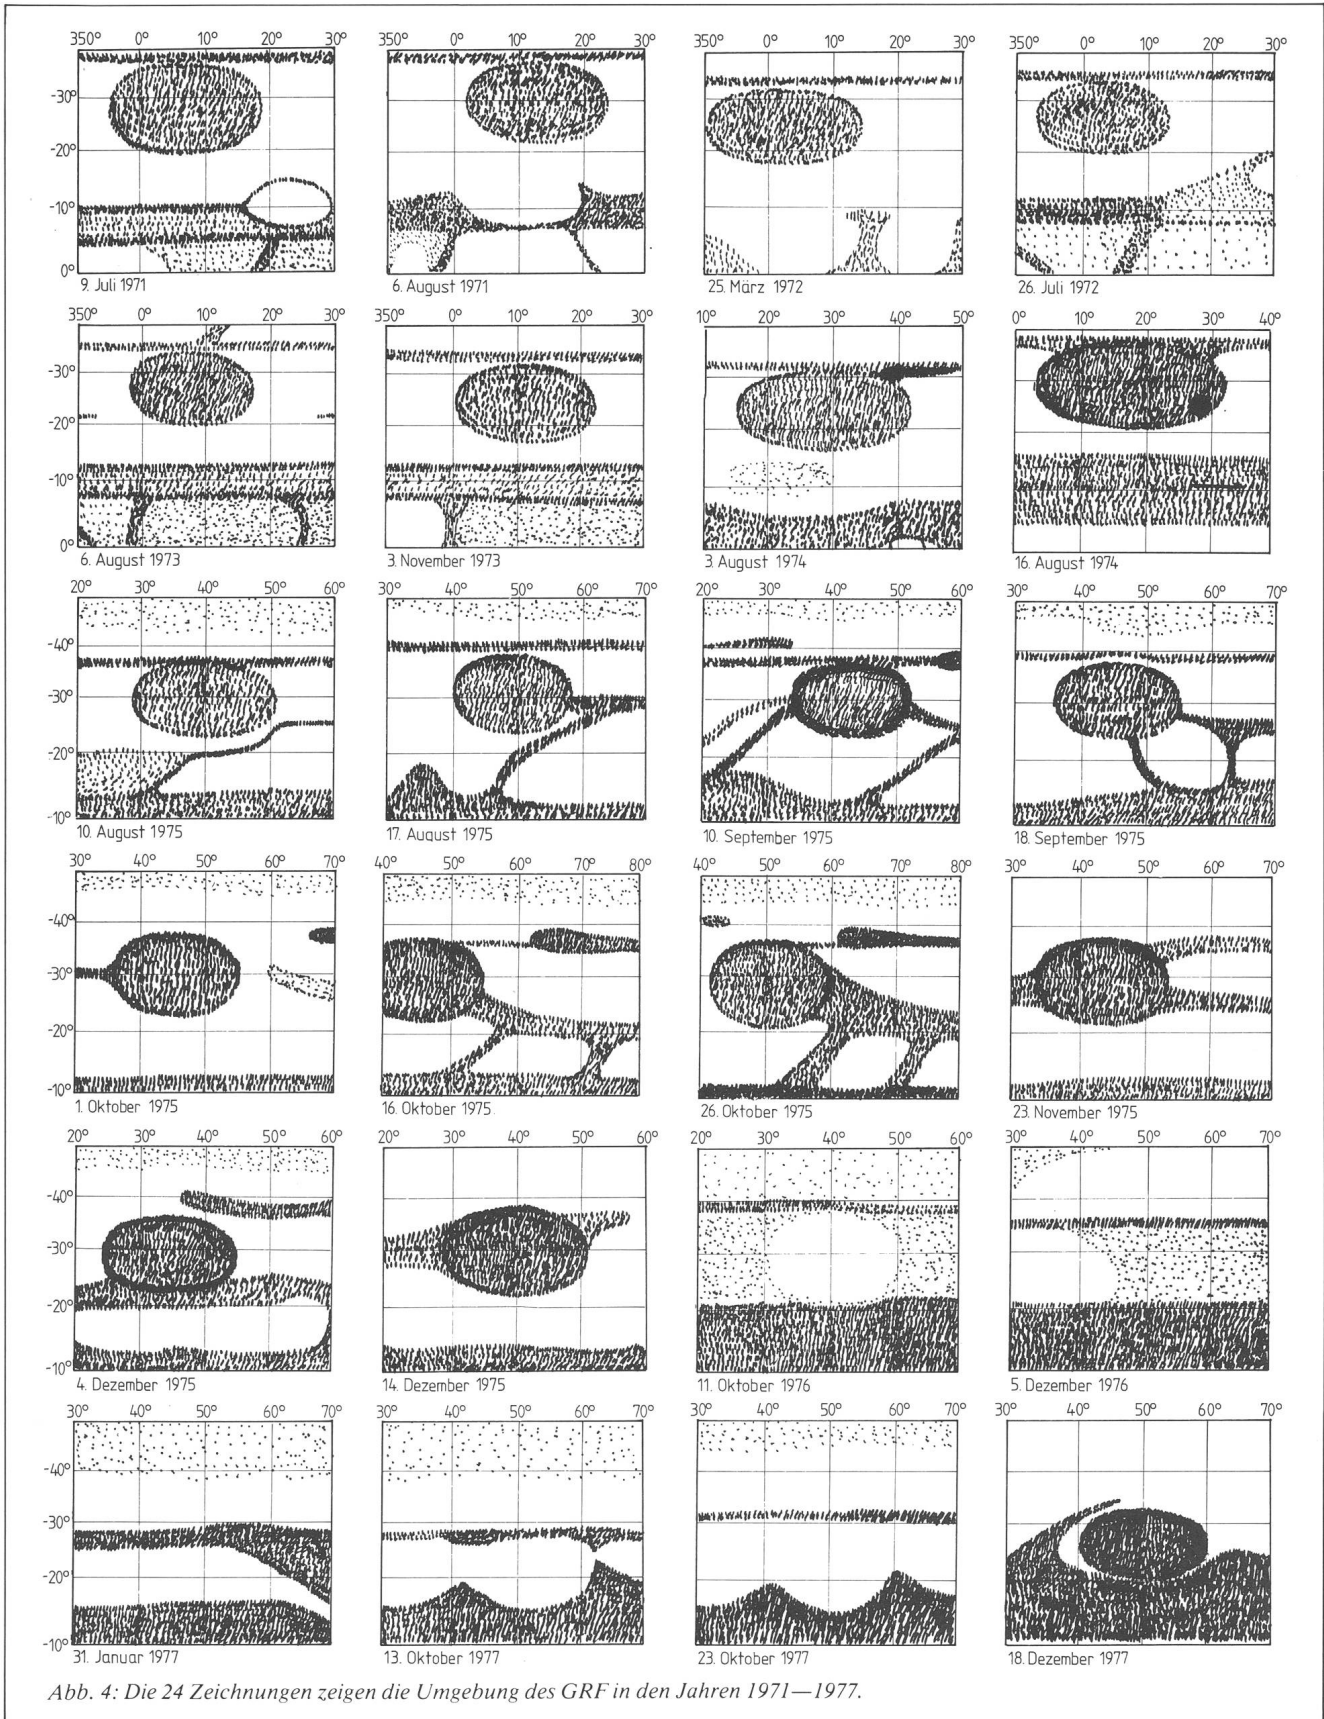 350° 0° 10° 20° 30° 350° 0° 10° 20° 30° 350° 0° 10° 20° 30° 350° 0° 10° 20° 30°
-30°
-20°
-10°
0°
9. Juli 1971 6. August 1971 25. März 1972 26. Juli 1972
350° 0° 10° 20° 30° 350° 0° 10° 20° 30° 10° 20° 30° 40° 50° 0° 10° 20° 30° 40°
-30°
-20°
-10°
0°
6. August 1973 3. November 1973 3. August 1974 16. August 1974
20° 30° 40° 50° 60° 30° 40° 50° 60° 70° 20° 30° 40° 50° 60° 30° 40° 50° 60° 70°
-40°
-30°
-20°
-10°
10. August 1975 17. August 1975 10. September 1975 18. September 1975
30° 40° 50° 60° 70° 40° 50° 60° 70° 80° 40° 50° 60° 70° 80° 30° 40° 50° 60° 70°
-40°
-30°
-20°
-10°
1. Oktober 1975 16. Oktober 1975 26. Oktober 1975 23. November 1975
20° 30° 40° 50° 60° 20° 30° 40° 50° 60° 20° 30° 40° 50° 60° 30° 40° 50° 60° 70°
-40°
-30°
-20°
-10°
4. Dezember 1975 14. Dezember 1975 11. Oktober 1976 5. Dezember 1976
30° 40° 50° 60° 70° 30° 40° 50° 60° 70° 30° 40° 50° 60° 70° 30° 40° 50° 60° 70°
-40°
-30°
-20°
-10°
31. Januar 1977 13. Oktober 1977 23. Oktober 1977 18. Dezember 1977
Abb. 4: Die 24 Zeichnungen zeigen die Umgebung des GRF in den Jahren 1971—1977.